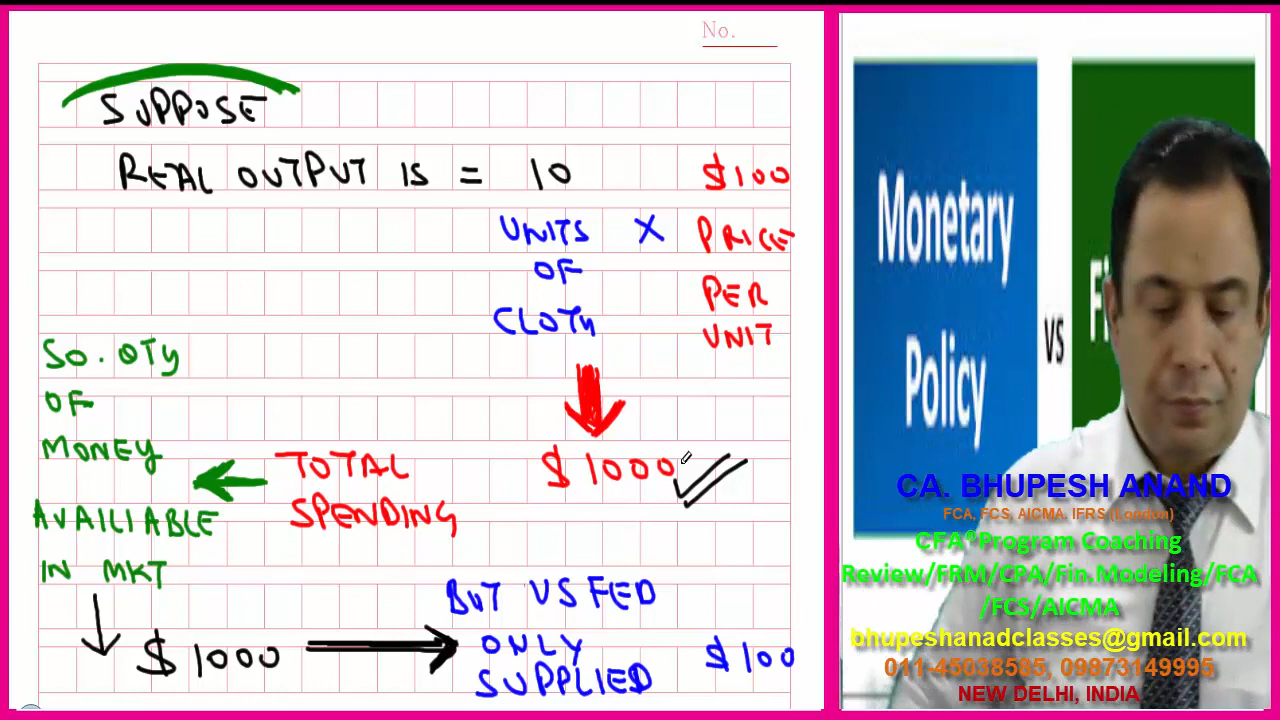 No.
SUPPOSE
REAL OUTPUT IS = 10 $100
UNITS X PRICE
OF PER
CLOTH UNIT
SO. QTY
OF
MONEY
AVAILIABLE
IN MKT
TOTAL
SPENDING
$1000
$1000
BUT US FED
ONLY
SUPPLIED $100
Monetary
Policy
VS
Fi
CA. BHUPESH ANAND
FCA, FCS, AICMA, IFRS (London)
CFA®Program Coaching
Review/FRM/CPA/Fin.Modeling/FCA
/FCS/AICMA
bhupeshanadclasses@gmail.com
011-45038585, 09873149995
NEW DELHI, INDIA